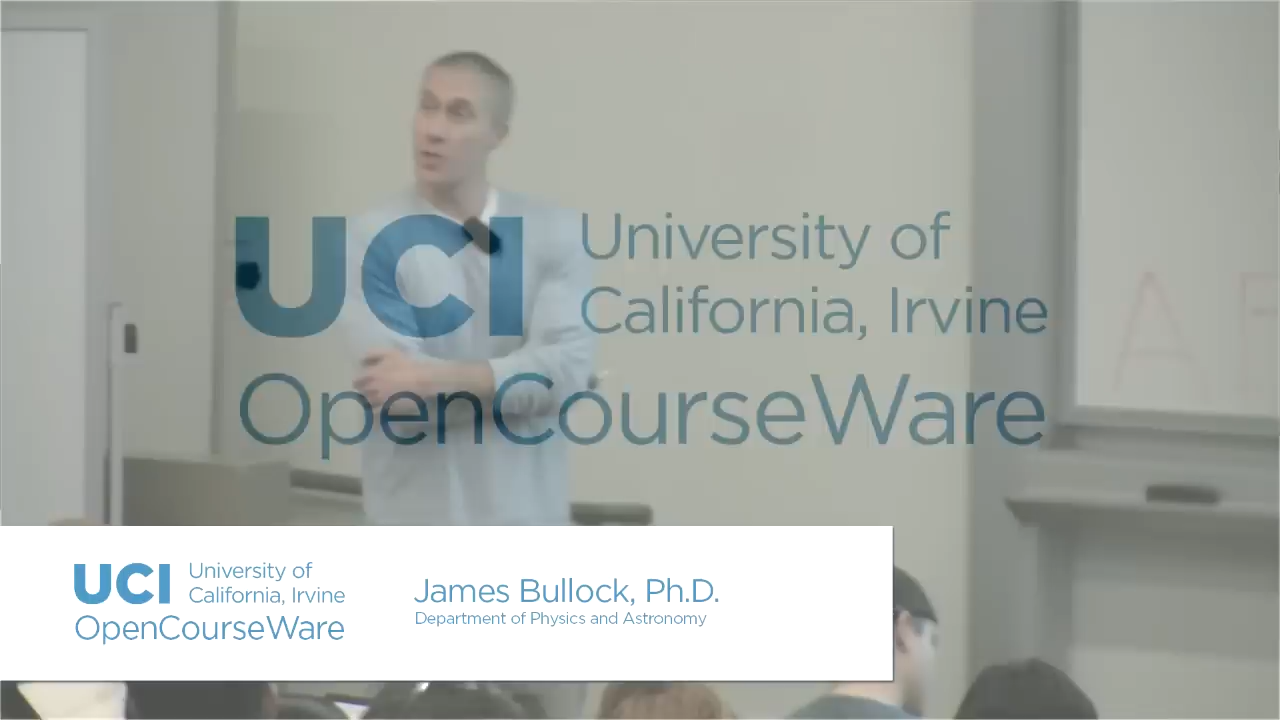 UCI University of
California, Irvine
OpenCourseWare
A F
UCI University of
California, Irvine
OpenCourseWare
James Bullock, Ph.D.
Department of Physics and Astronomy